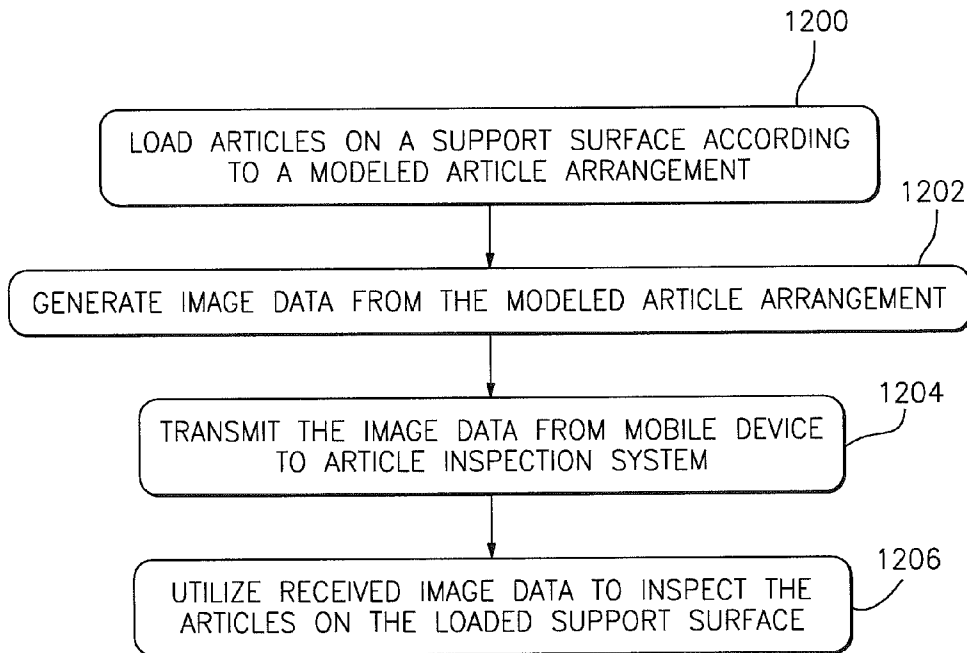 1200
LOAD ARTICLES ON A SUPPORT SURFACE ACCORDING
TO A MODELED ARTICLE ARRANGEMENT
1202
GENERATE IMAGE DATA FROM THE MODELED ARTICLE ARRANGEMENT
1204
TRANSMIT THE IMAGE DATA FROM MOBILE DEVICE
TO ARTICLE INSPECTION SYSTEM
1206
UTILIZE RECEIVED IMAGE DATA TO INSPECT THE
ARTICLES ON THE LOADED SUPPORT SURFACE